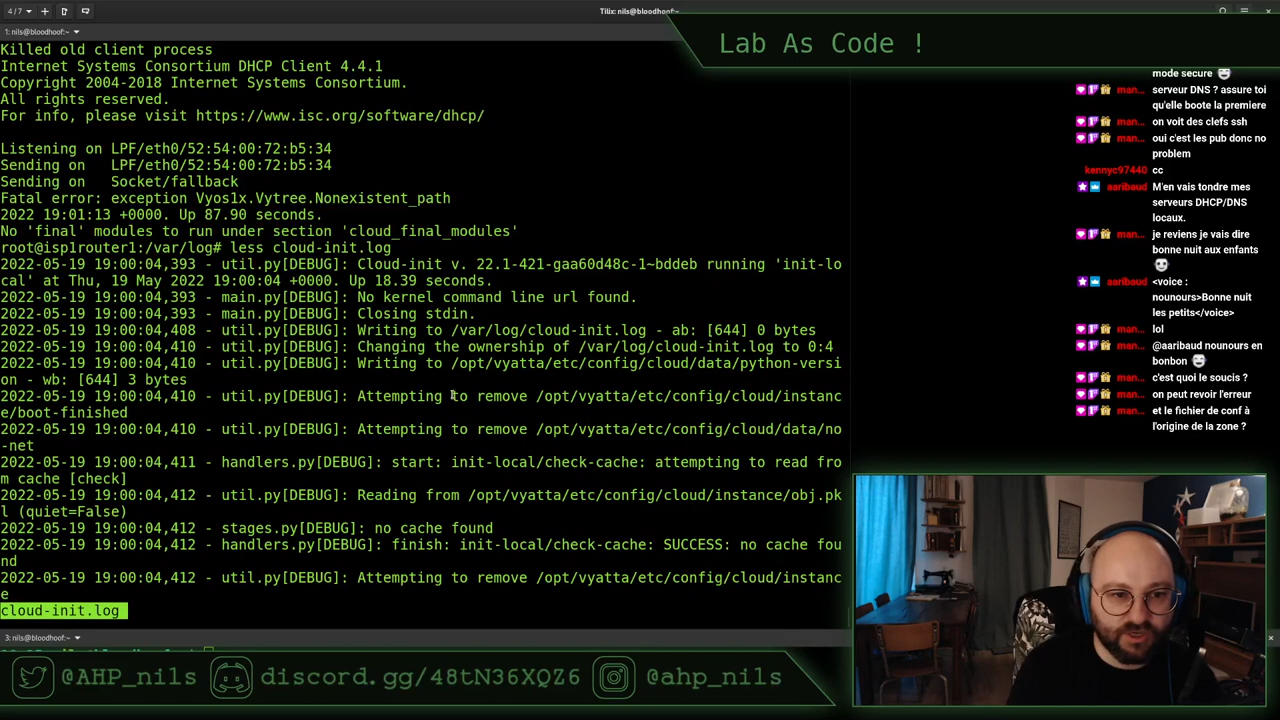 4 / 7
Tilix: nils@bloodhoof:~
1: nils@bloodhoof:~
Killed old client process
Internet Systems Consortium DHCP Client 4.4.1
Copyright 2004-2018 Internet Systems Consortium.
All rights reserved.
For info, please visit https://www.isc.org/software/dhcp/
Listening on LPF/eth0/52:54:00:72:b5:34
Sending on   LPF/eth0/52:54:00:72:b5:34
Sending on   Socket/fallback
Fatal error: exception Vyos1x.Vytree.Nonexistent_path
2022 19:01:13 +0000. Up 87.90 seconds.
No 'final' modules to run under section 'cloud_final_modules'
root@isp1router1:/var/log# less cloud-init.log
2022-05-19 19:00:04,393 - util.py[DEBUG]: Cloud-init v. 22.1-421-gaa60d48c-1~bddeb running 'init-lo
cal' at Thu, 19 May 2022 19:00:04 +0000. Up 18.39 seconds.
2022-05-19 19:00:04,393 - main.py[DEBUG]: No kernel command line url found.
2022-05-19 19:00:04,393 - main.py[DEBUG]: Closing stdin.
2022-05-19 19:00:04,408 - util.py[DEBUG]: Writing to /var/log/cloud-init.log - ab: [644] 0 bytes
2022-05-19 19:00:04,410 - util.py[DEBUG]: Changing the ownership of /var/log/cloud-init.log to 0:4
2022-05-19 19:00:04,410 - util.py[DEBUG]: Writing to /opt/vyatta/etc/config/cloud/data/python-versi
on - wb: [644] 3 bytes
2022-05-19 19:00:04,410 - util.py[DEBUG]: Attempting to remove /opt/vyatta/etc/config/cloud/instanc
e/boot-finished
2022-05-19 19:00:04,410 - util.py[DEBUG]: Attempting to remove /opt/vyatta/etc/config/cloud/data/no
-net
2022-05-19 19:00:04,411 - handlers.py[DEBUG]: start: init-local/check-cache: attempting to read fro
m cache [check]
2022-05-19 19:00:04,412 - util.py[DEBUG]: Reading from /opt/vyatta/etc/config/cloud/instance/obj.pk
l (quiet=False)
2022-05-19 19:00:04,412 - stages.py[DEBUG]: no cache found
2022-05-19 19:00:04,412 - handlers.py[DEBUG]: finish: init-local/check-cache: SUCCESS: no cache fou
nd
2022-05-19 19:00:04,412 - util.py[DEBUG]: Attempting to remove /opt/vyatta/etc/config/cloud/instanc
e
cloud-init.log
3: nils@bloodhoof:~
Lab As Code !
mode secure
man... serveur DNS ? assure toi
qu'elle boote la premiere
on voit des clefs ssh
man... oui c'est les pub donc no
problem
kennyc97440 cc
aaribaud M'en vais tondre mes
serveurs DHCP/DNS
locaux.
man... je reviens je vais dire
bonne nuit aux enfants
aaribaud <voice :
nounours>Bonne nuit
les petits</voice>
man... lol
man... @aaribaud nounours en
bonbon
man... c'est quoi le soucis ?
man... on peut revoir l'erreur
man... et le fichier de conf à
l'origine de la zone ?
@AHP_nils
discord.gg/48tN36XQZ6
@ahp_nils